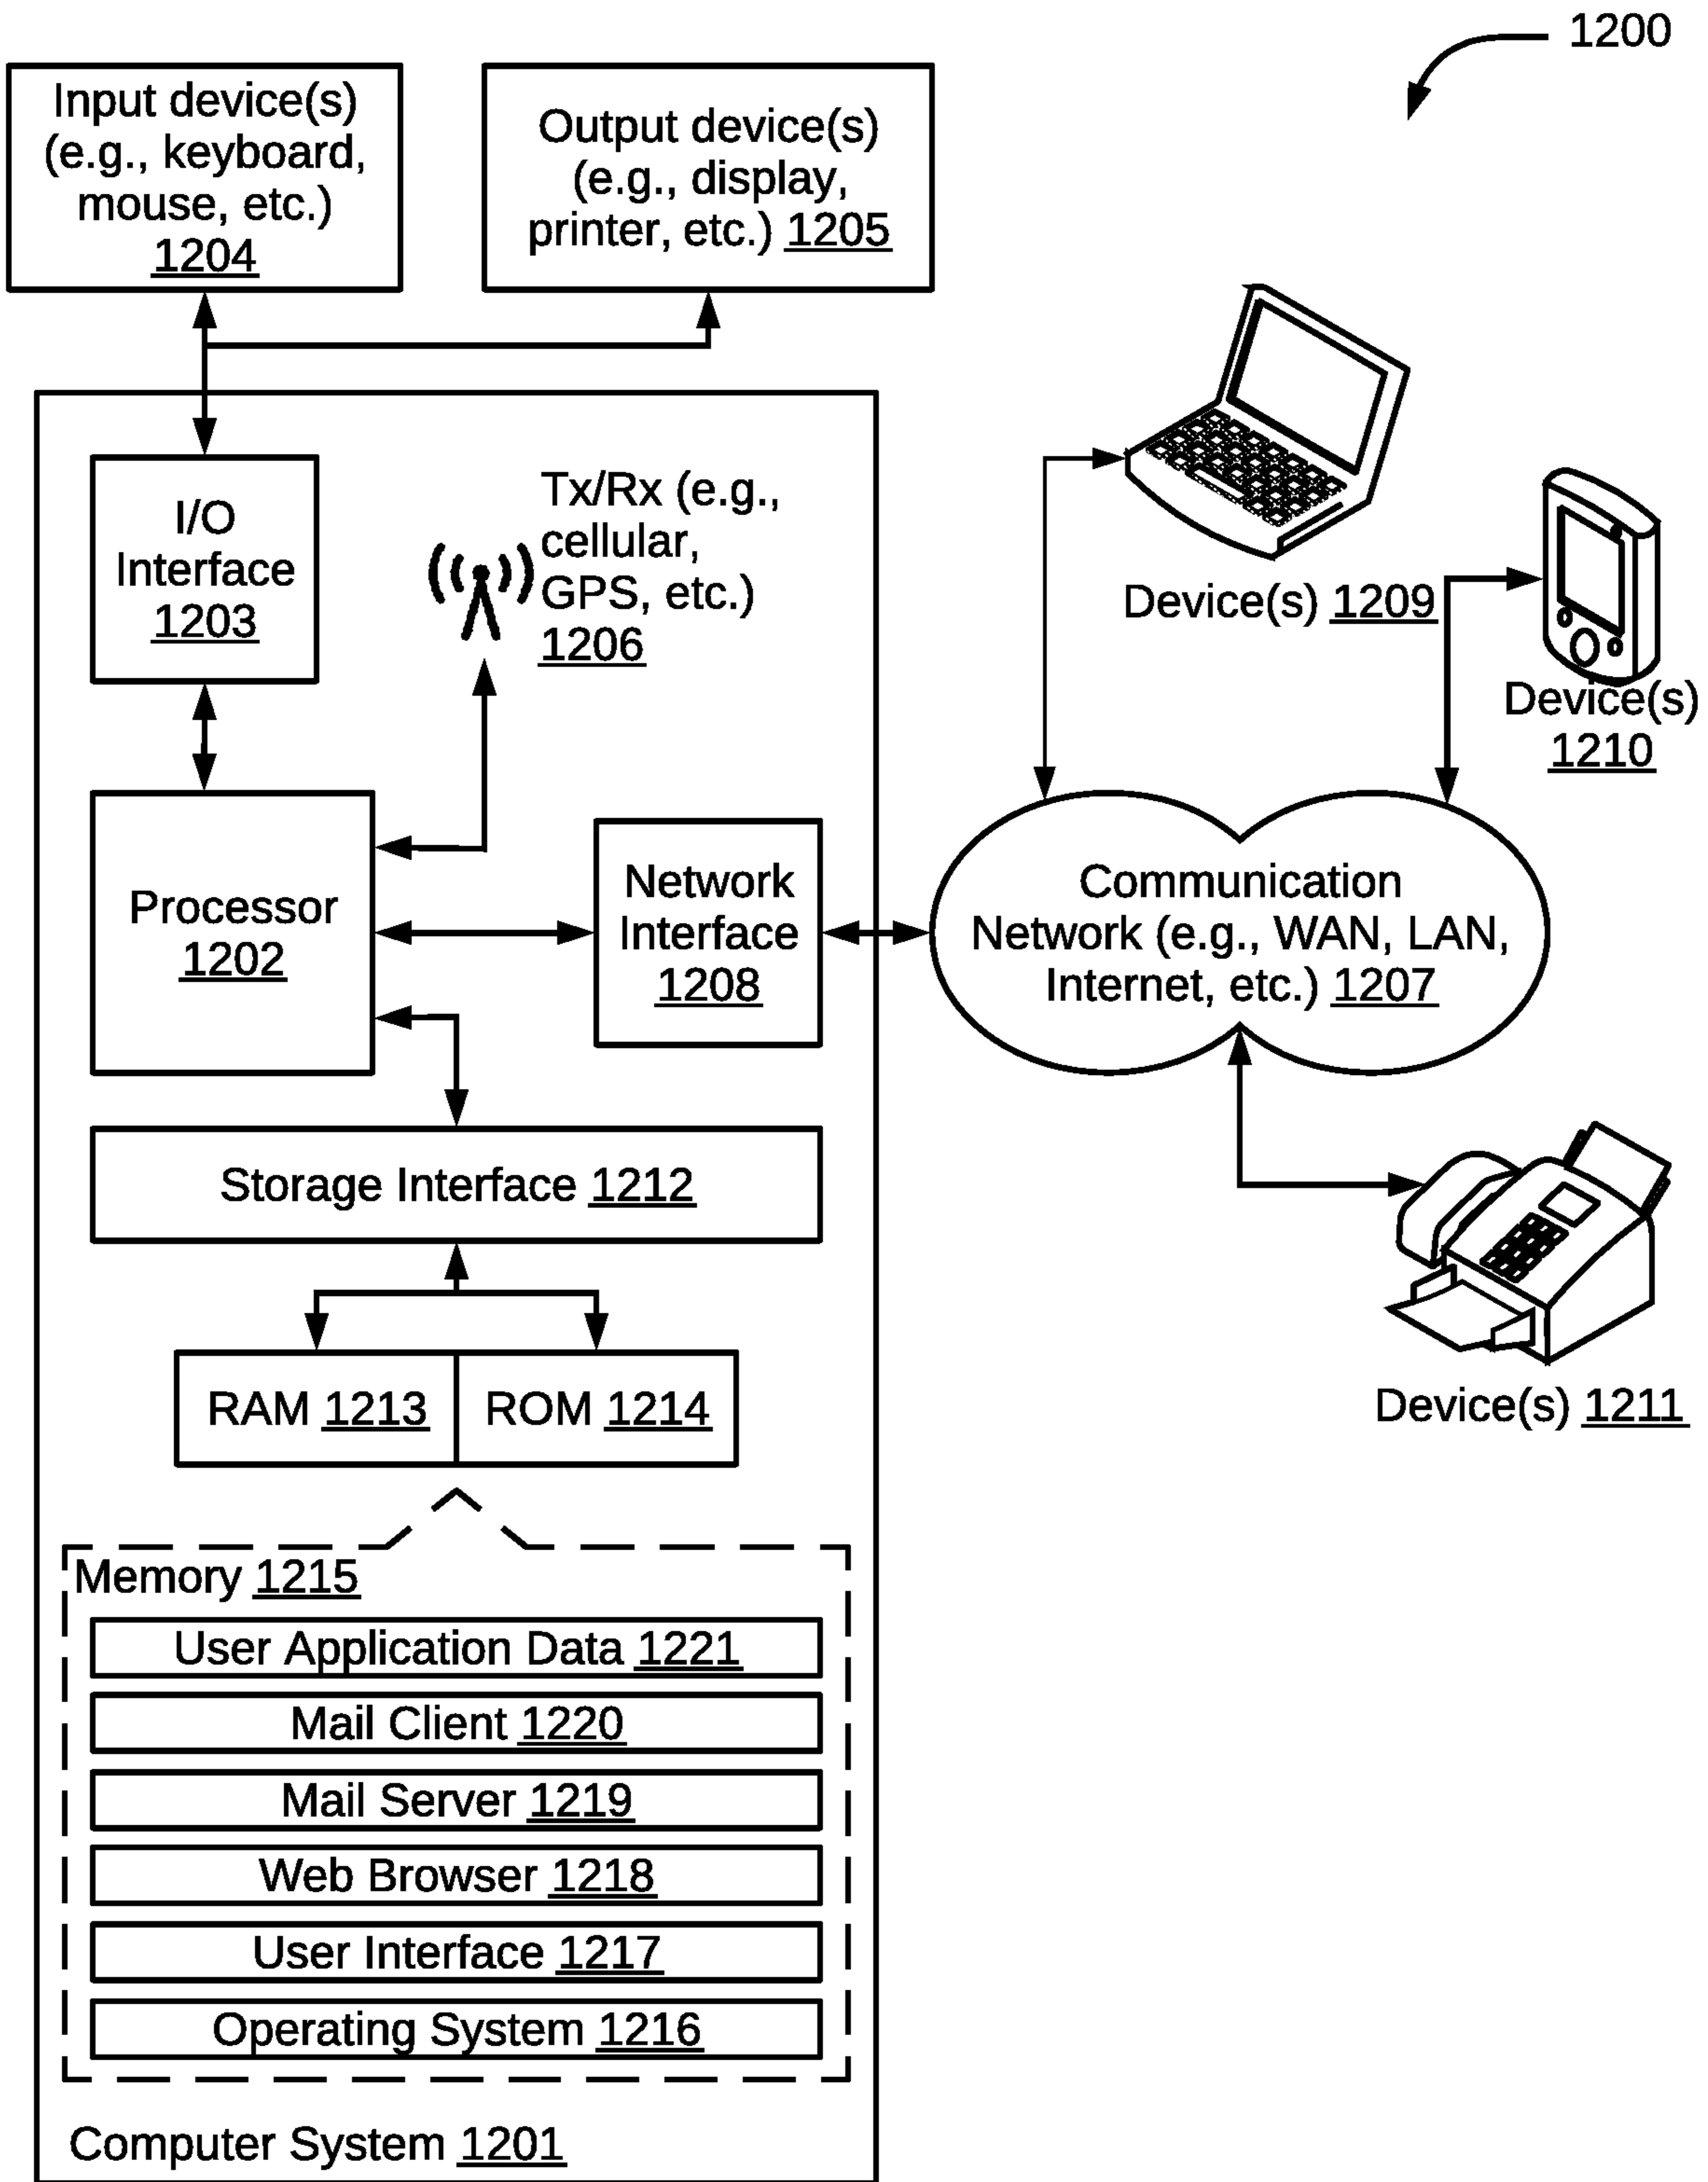 1200
Input device(s)
(e.g., keyboard,
mouse, etc.)
1204
Output device(s)
(e.g., display,
printer, etc.) 1205
I/O
Interface
1203
Tx/Rx (e.g.,
cellular,
GPS, etc.)
1206
Device(s) 1209
Device(s)
1210
Processor
1202
Network
Interface
1208
Communication
Network (e.g., WAN, LAN,
Internet, etc.) 1207
Storage Interface 1212
RAM 1213
ROM 1214
Device(s) 1211
Memory 1215
User Application Data 1221
Mail Client 1220
Mail Server 1219
Web Browser 1218
User Interface 1217
Operating System 1216
Computer System 1201